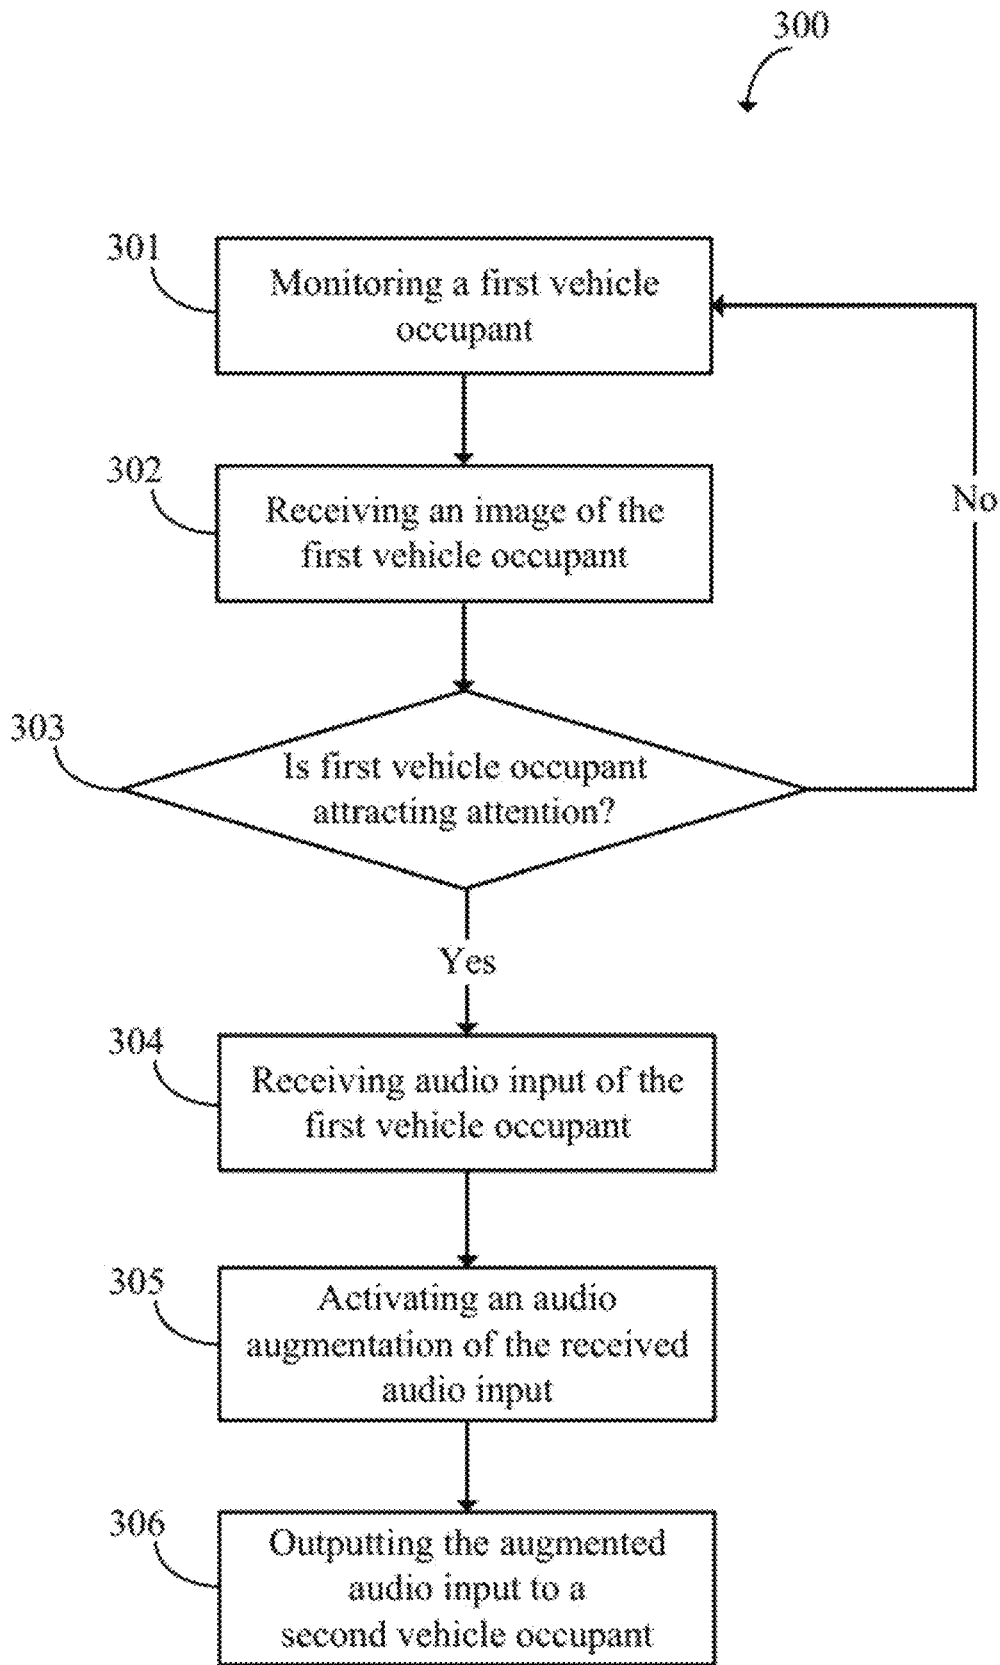 300
301
Monitoring a first vehicle
occupant
302
Receiving an image of the
first vehicle occupant
No
303
Is first vehicle occupant
attracting attention?
Yes
304
Receiving audio input of the
first vehicle occupant
305
Activating an audio
augmentation of the received
audio input
306
Outputting the augmented
audio input to a
second vehicle occupant